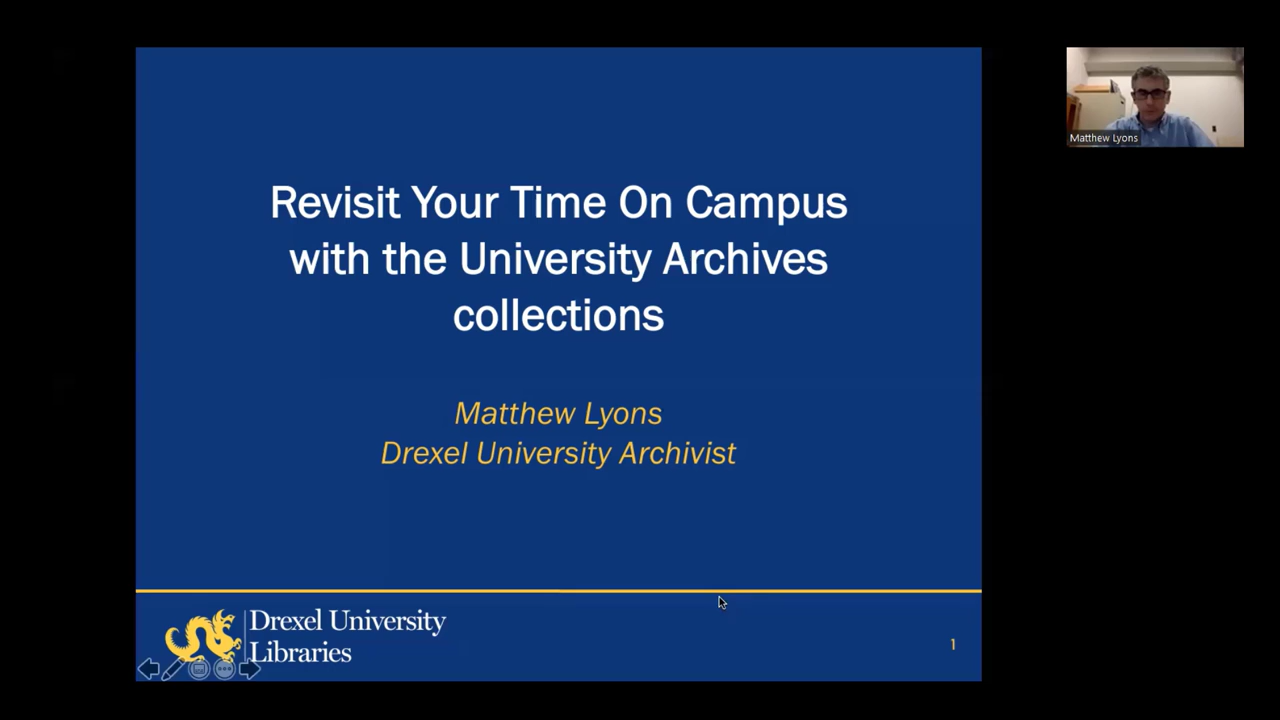 Revisit Your Time On Campus
with the University Archives
collections
Matthew Lyons
Drexel University Archivist
Drexel University
Libraries
1
Matthew Lyons